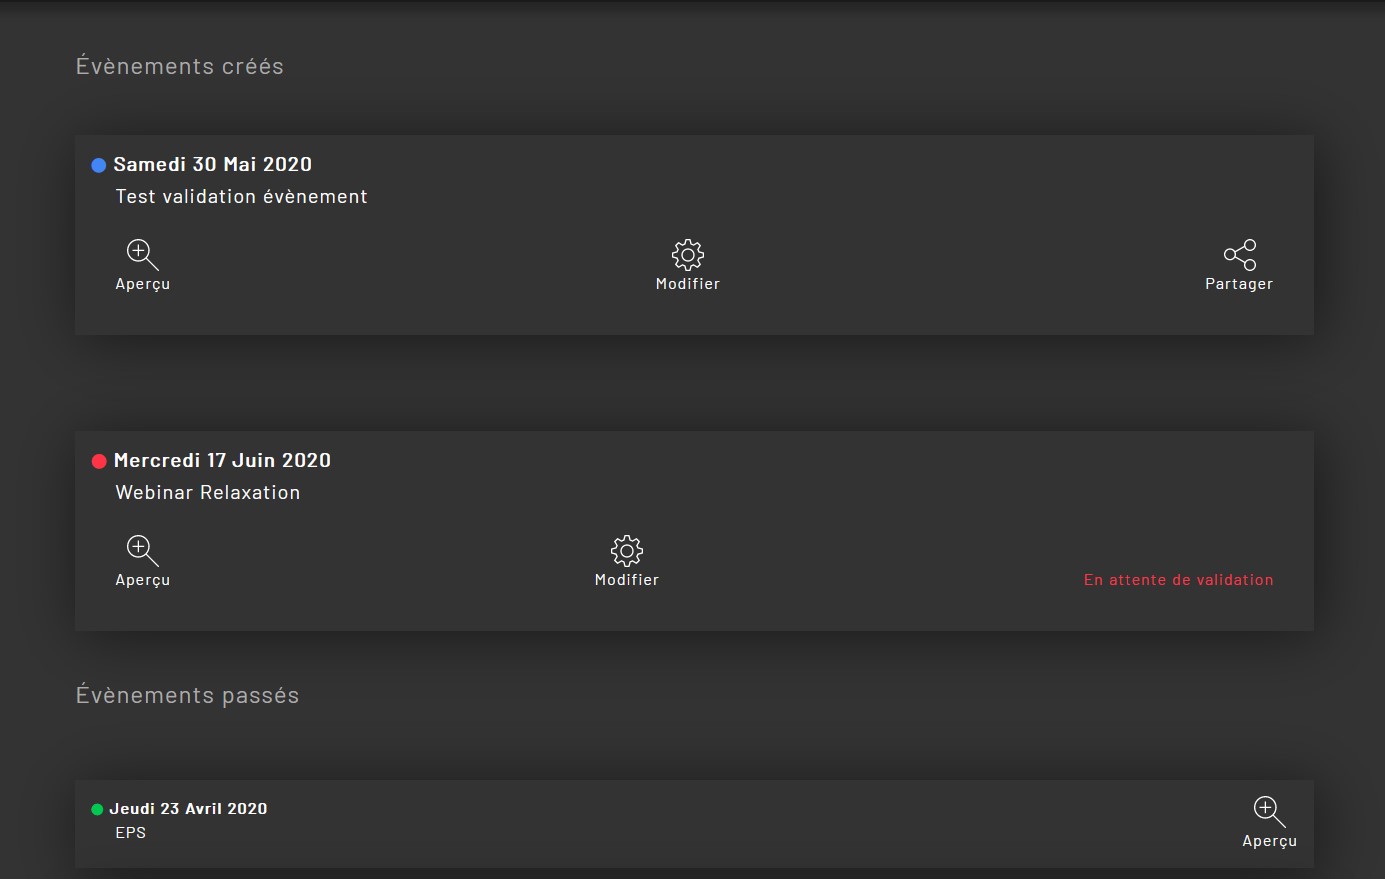 Évènements créés
Samedi 30 Mai 2020
Test validation évènement
Aperçu
Modifier
Partager
Mercredi 17 Juin 2020
Webinar Relaxation
Aperçu
Modifier
En attente de validation
Évènements passés
Jeudi 23 Avril 2020
EPS
Aperçu